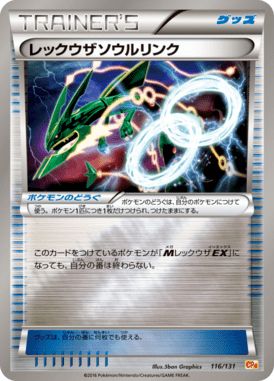 TRAINER'S グッズ
レックウザソウルリンク
ポケモンのどうぐ
ポケモンのどうぐは、自分のポケモンにつけて
使う。ポケモン1匹につき1枚だけつけられ、つけたままにする。
このカードをつけているポケモンが「MレックウザEX」に
なっても、自分の番は終わらない。
グッズは、自分の番に何枚でも使える。
Illus.5ban Graphics
116/131
©2016 Pokémon/Nintendo/Creatures/GAME FREAK.